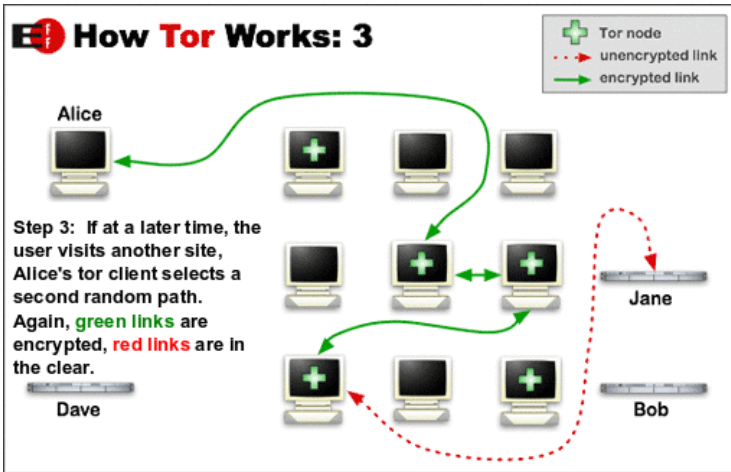 EFF How Tor Works: 3
Tor node
unencrypted link
encrypted link
Alice
Step 3: If at a later time, the
user visits another site,
Alice's tor client selects a
second random path.
Again, green links are
encrypted, red links are in
the clear.
Jane
Dave
Bob